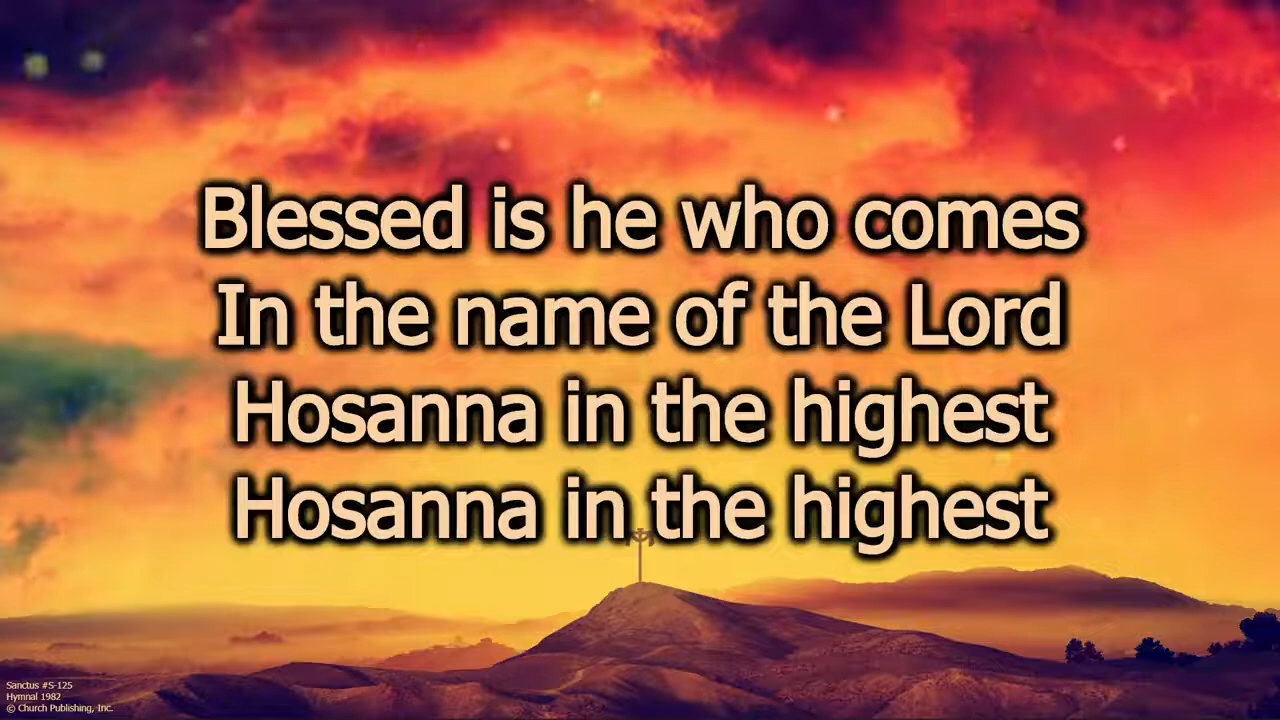 Blessed is he who comes
In the name of the Lord
Hosanna in the highest
Hosanna in the highest
Sanctus #S-125
Hymnal 1982
© Church Publishing, Inc.